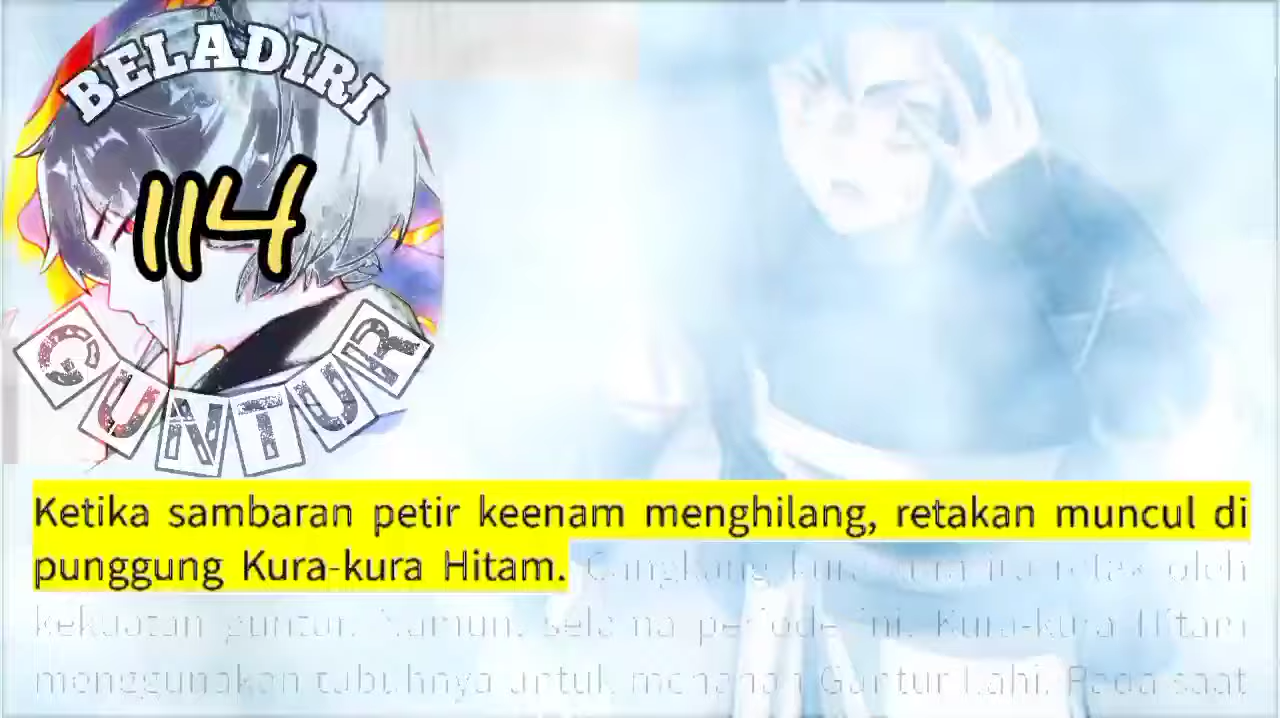 BELADIRI
114
GUNTUR
Ketika sambaran petir keenam menghilang, retakan muncul di
punggung Kura-kura Hitam. Cangkang kura-kura itu retak oleh
kekuatan guntur. Namun, selama periode ini, Kura-kura Hitam
menggunakan tubuhnya untuk menahan Guntur Lahi. Pada saat